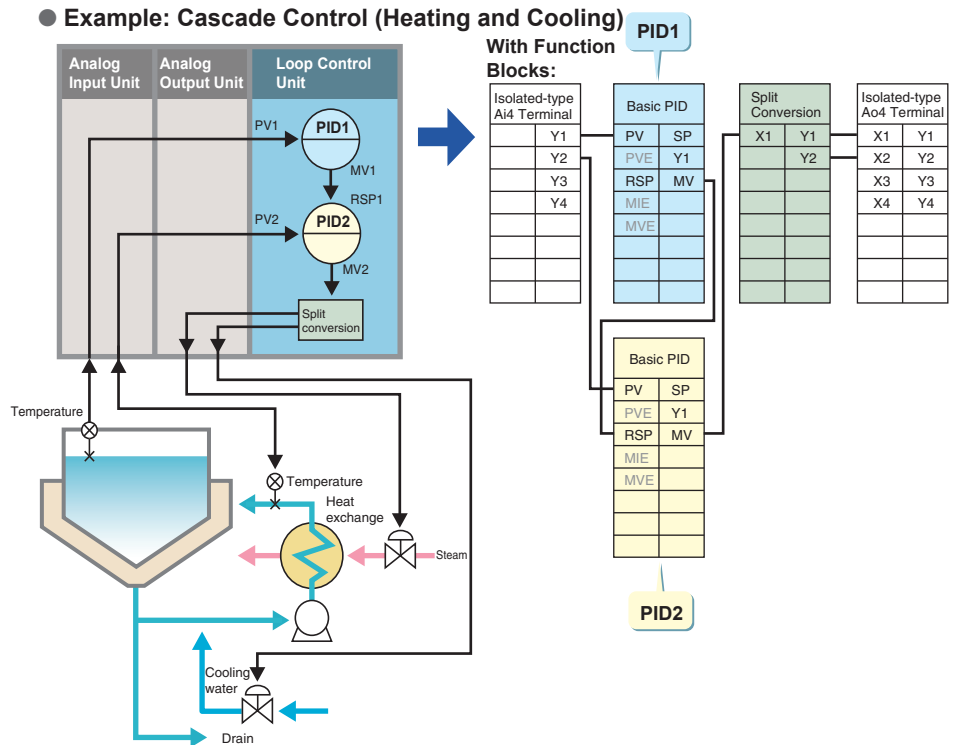 ● Example: Cascade Control (Heating and Cooling)
PID1
With Function
Blocks:
Analog
Input Unit
Analog
Output Unit
Loop Control
Unit
PV1
PID1
MV1
RSP1
PV2
PID2
MV2
Split
conversion
Temperature
Temperature
Heat
exchange
Steam
Cooling
water
Drain
Isolated-type
Ai4 Terminal
Y1
Y2
Y3
Y4
Basic PID
PV SP
PVE Y1
RSP MV
MIE
MVE
Split
Conversion
X1 Y1
Y2
Isolated-type
Ao4 Terminal
X1 Y1
X2 Y2
X3 Y3
X4 Y4
Basic PID
PV SP
PVE Y1
RSP MV
MIE
MVE
PID2